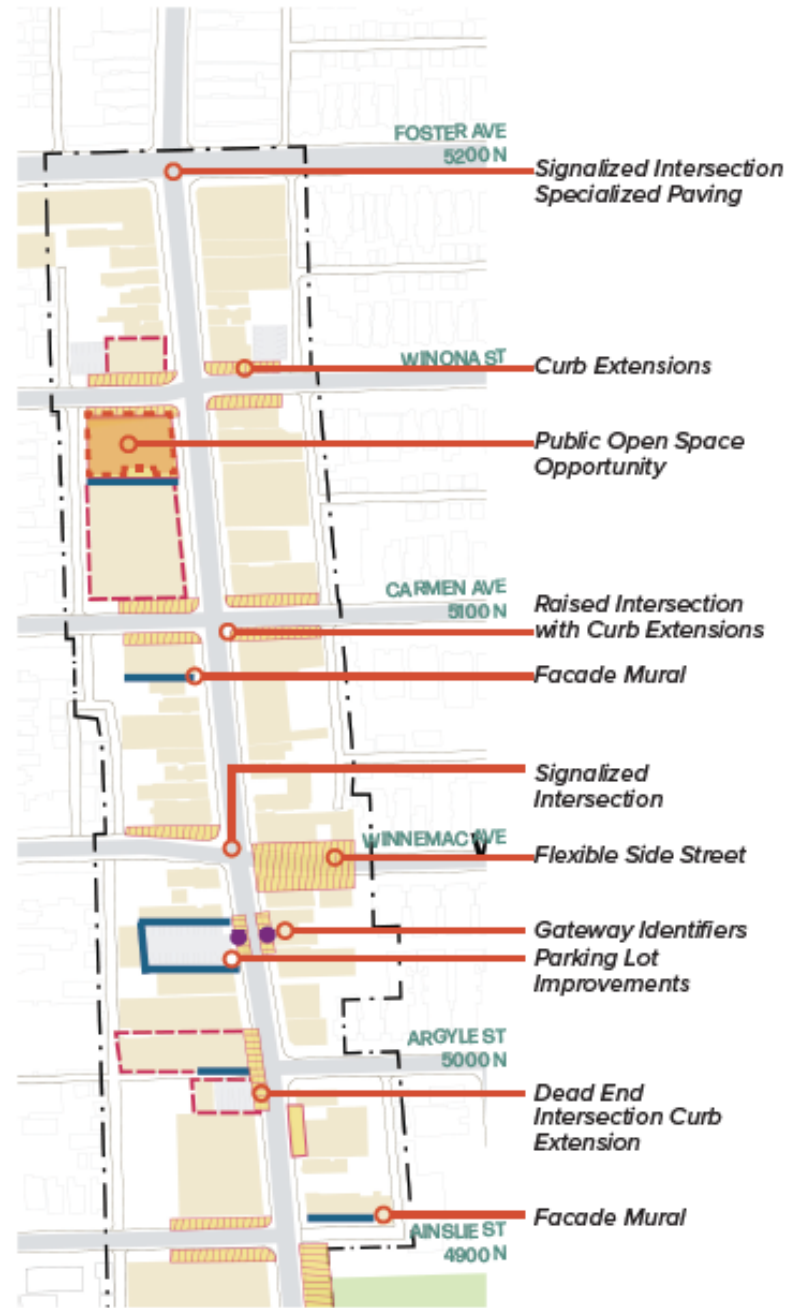 FOSTER AVE
5200 N
Signalized Intersection
Specialized Paving
WINONA ST
Curb Extensions
Public Open Space
Opportunity
CARMEN AVE
5100 N
Raised Intersection
with Curb Extensions
Facade Mural
Signalized
Intersection
WINNEMAC AVE
W
Flexible Side Street
Gateway Identifiers
Parking Lot
Improvements
ARGYLE ST
5000 N
Dead End
Intersection Curb
Extension
Facade Mural
AINSLIE ST
4900 N